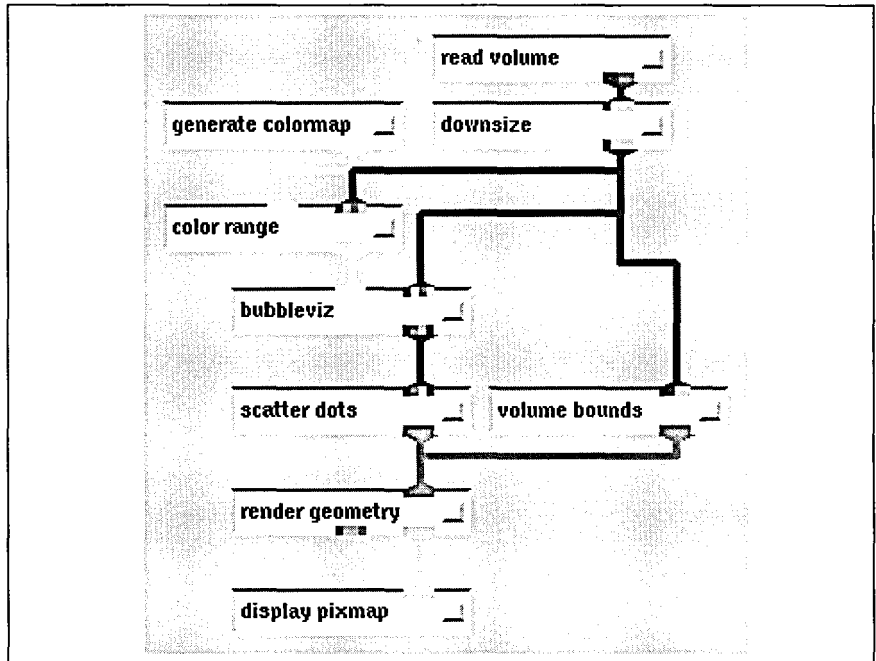 read volume
generate colormap
downsize
color range
bubbleviz
scatter dots
volume bounds
render geometry
display pixmap